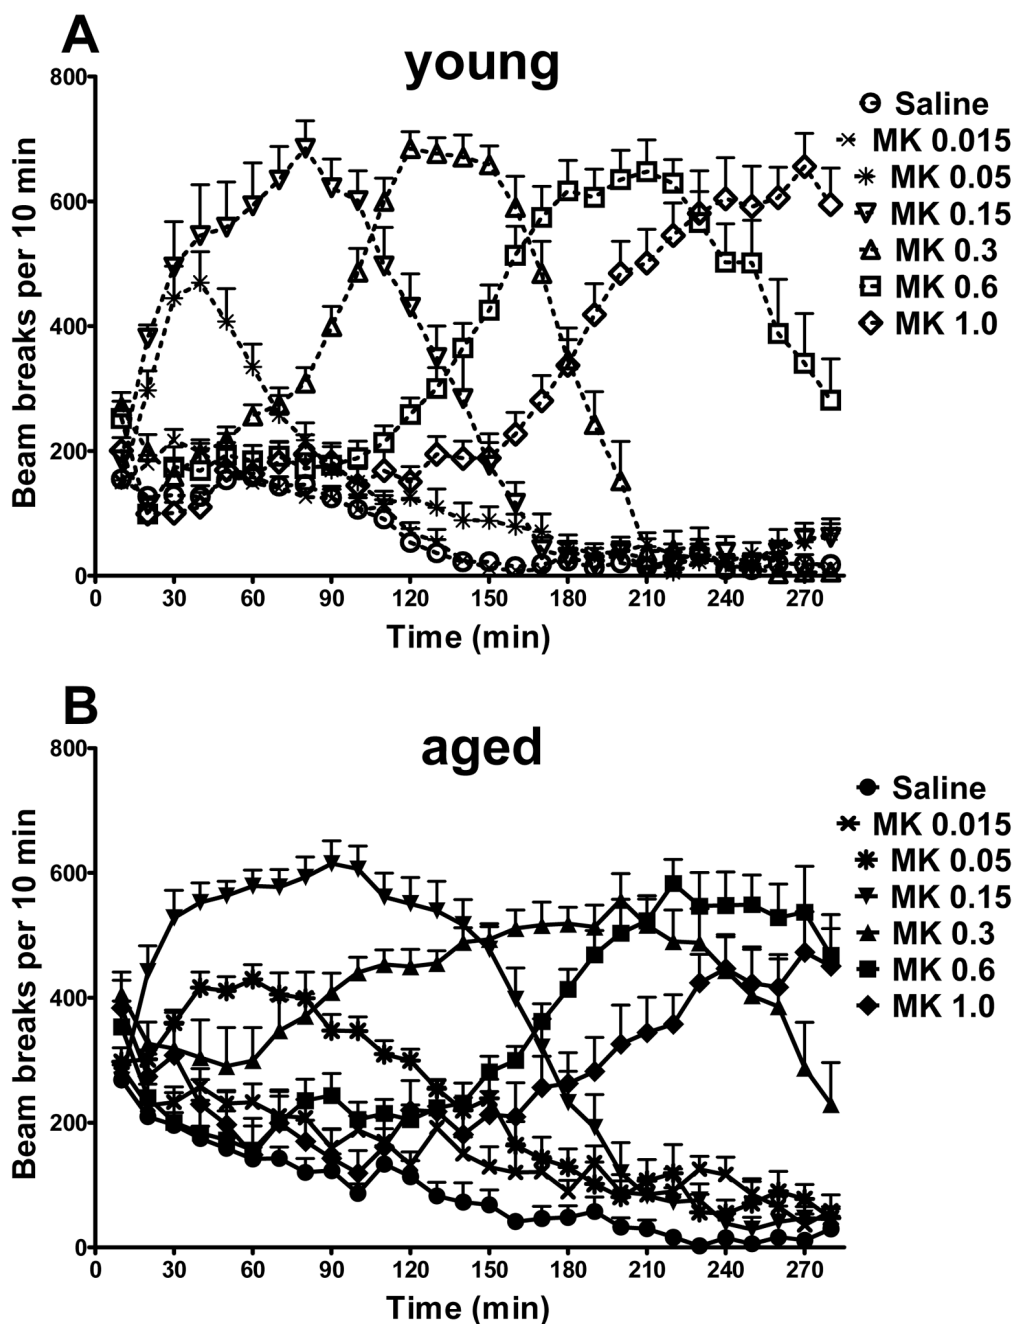 A
young
800
600
400
200
0
Beam breaks per 10 min
Saline
MK 0.015
MK 0.05
MK 0.15
MK 0.3
MK 0.6
MK 1.0
0 30 60 90 120 150 180 210 240 270
Time (min)
B
aged
800
600
400
200
0
Beam breaks per 10 min
Saline
MK 0.015
MK 0.05
MK 0.15
MK 0.3
MK 0.6
MK 1.0
0 30 60 90 120 150 180 210 240 270
Time (min)